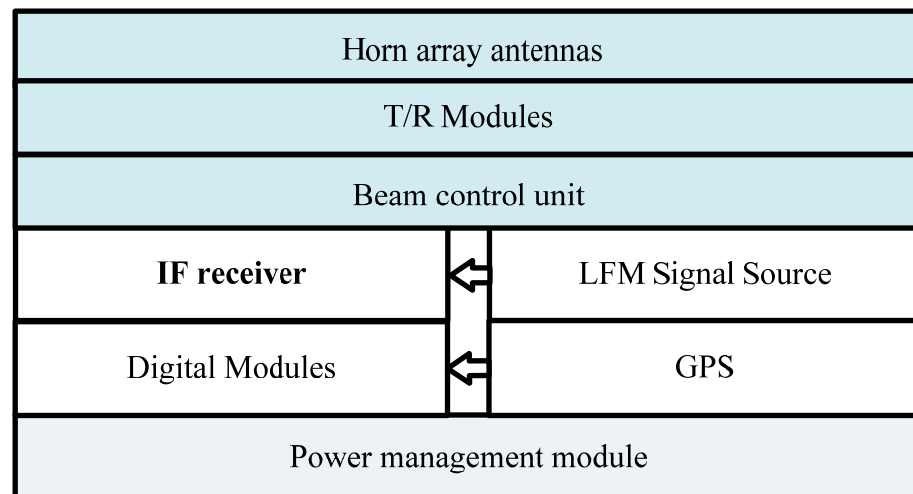 Horn array antennas
T/R Modules
Beam control unit
IF receiver
LFM Signal Source
Digital Modules
GPS
Power management module